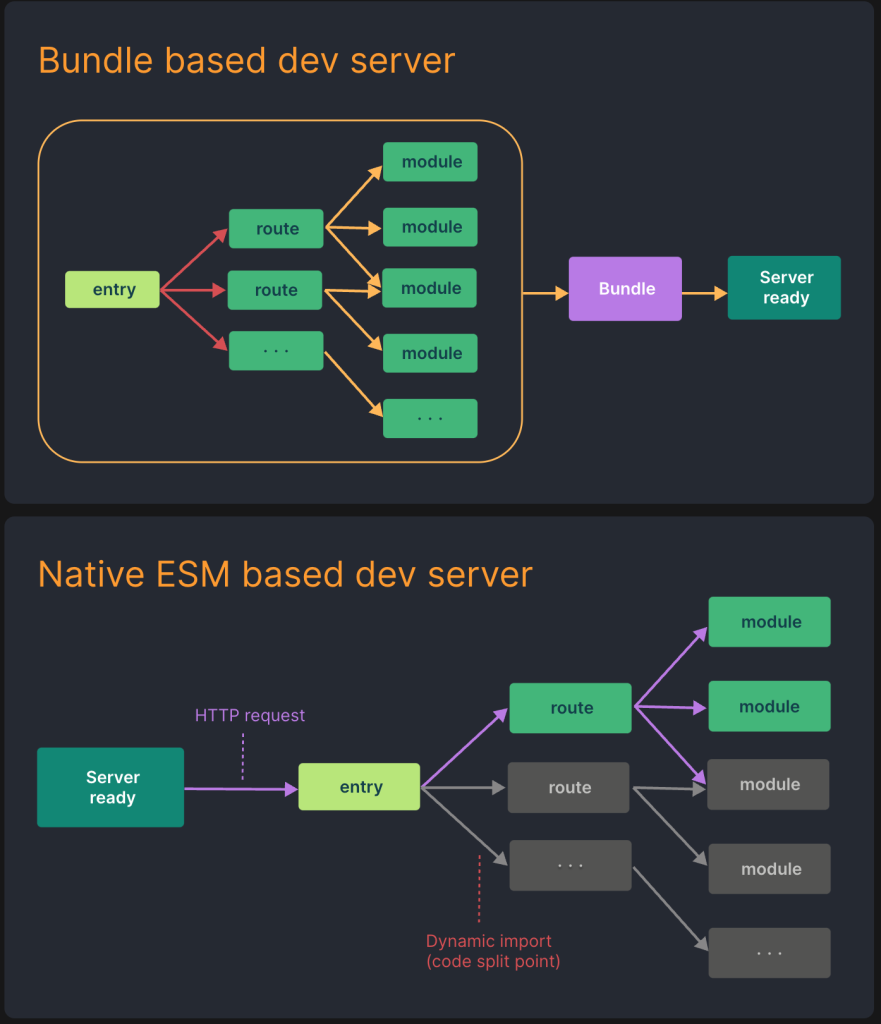 Bundle based dev server
module
route
module
entry
route
module
Bundle
Server
ready
· · ·
module
· · ·
Native ESM based dev server
module
HTTP request
route
module
Server
ready
entry
route
module
· · ·
module
Dynamic import
(code split point)
· · ·